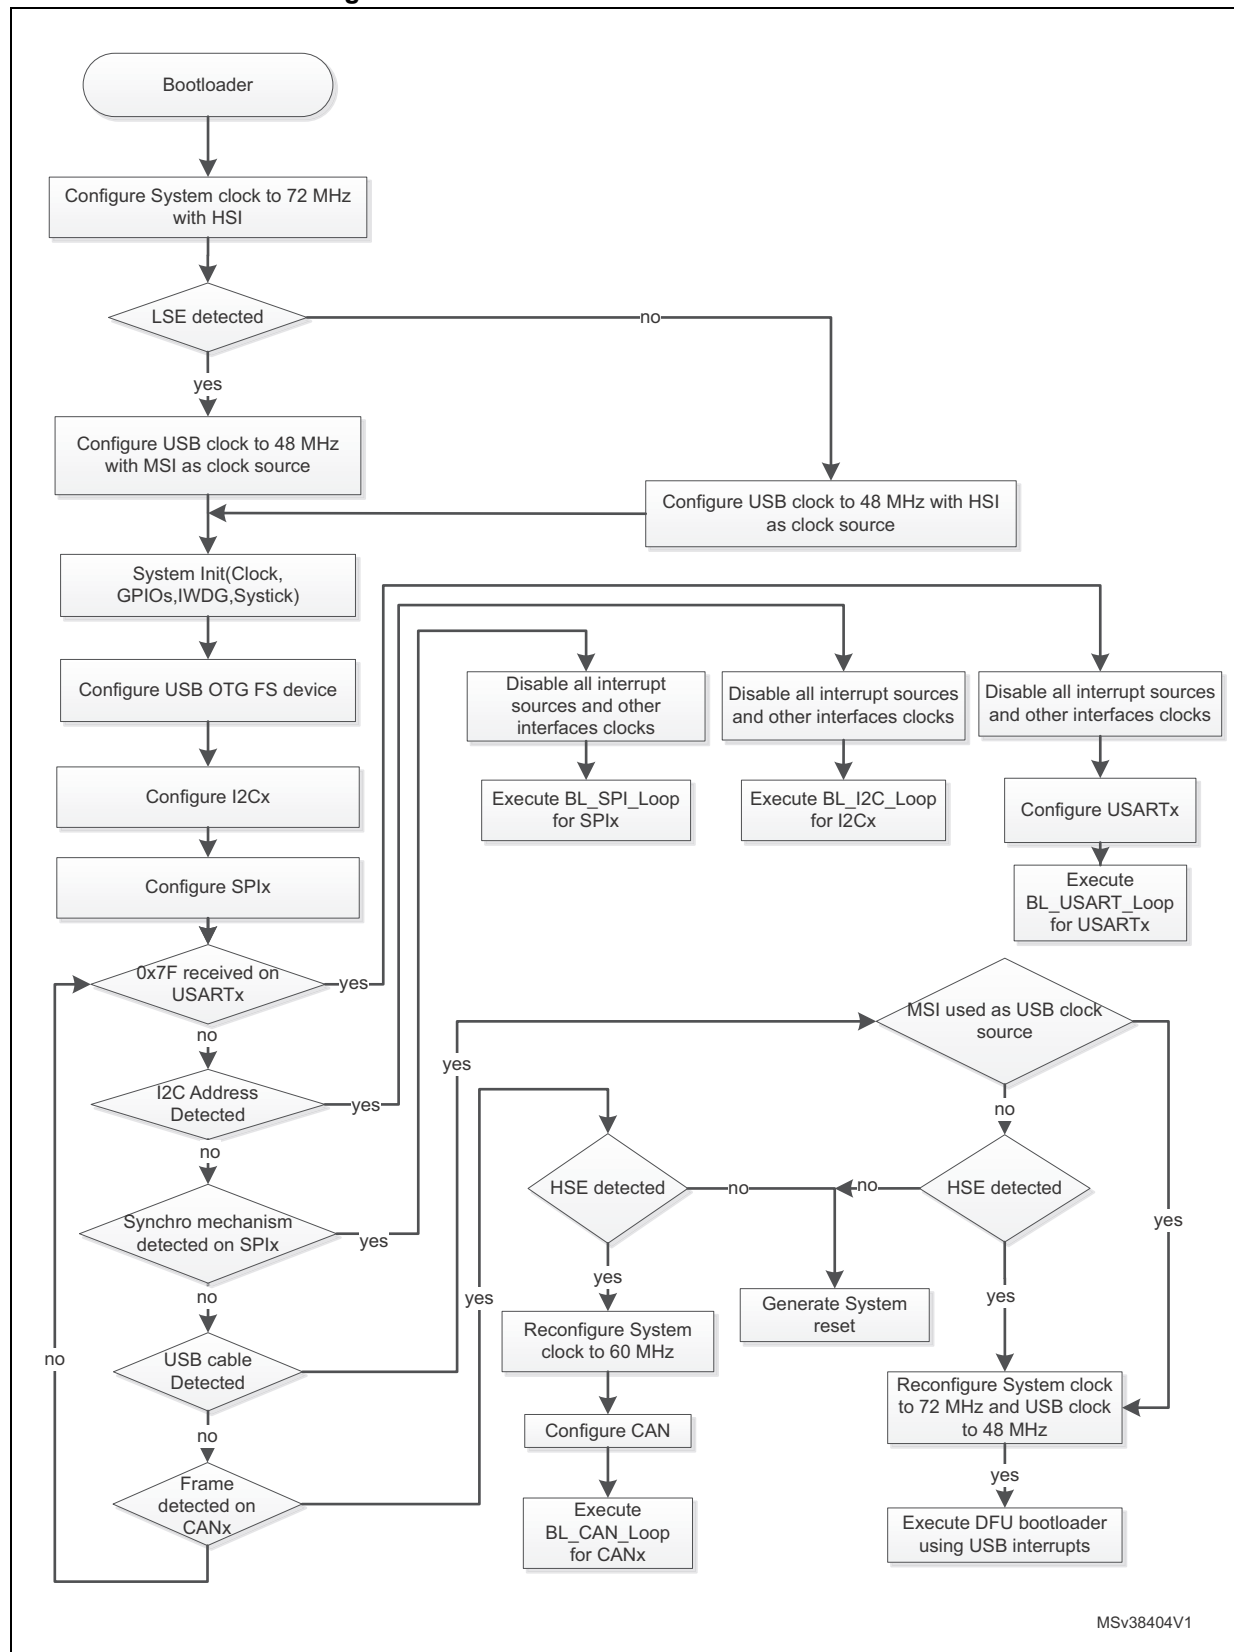 Bootloader
Configure System clock to 72 MHz
with HSI
LSE detected
no
yes
Configure USB clock to 48 MHz
with MSI as clock source
Configure USB clock to 48 MHz with HSI
as clock source
System Init(Clock,
GPIOs,IWDG,Systick)
Configure USB OTG FS device
Disable all interrupt
sources and other
interfaces clocks
Disable all interrupt sources
and other interfaces clocks
Disable all interrupt sources
and other interfaces clocks
Configure I2Cx
Execute BL_SPI_Loop
for SPIx
Execute BL_I2C_Loop
for I2Cx
Configure USARTx
Configure SPIx
Execute
BL_USART_Loop
for USARTx
0x7F received on
USARTx
yes
no
MSI used as USB clock
source
yes
I2C Address
Detected
yes
no
no
HSE detected
no
no
HSE detected
Synchro mechanism
detected on SPIx
yes
yes
no
yes
yes
yes
Generate System
reset
Reconfigure System
clock to 60 MHz
no
USB cable
Detected
Reconfigure System clock
to 72 MHz and USB clock
to 48 MHz
no
Configure CAN
yes
Frame
detected on
CANx
Execute
BL_CAN_Loop
for CANx
Execute DFU bootloader
using USB interrupts
MSv38404V1